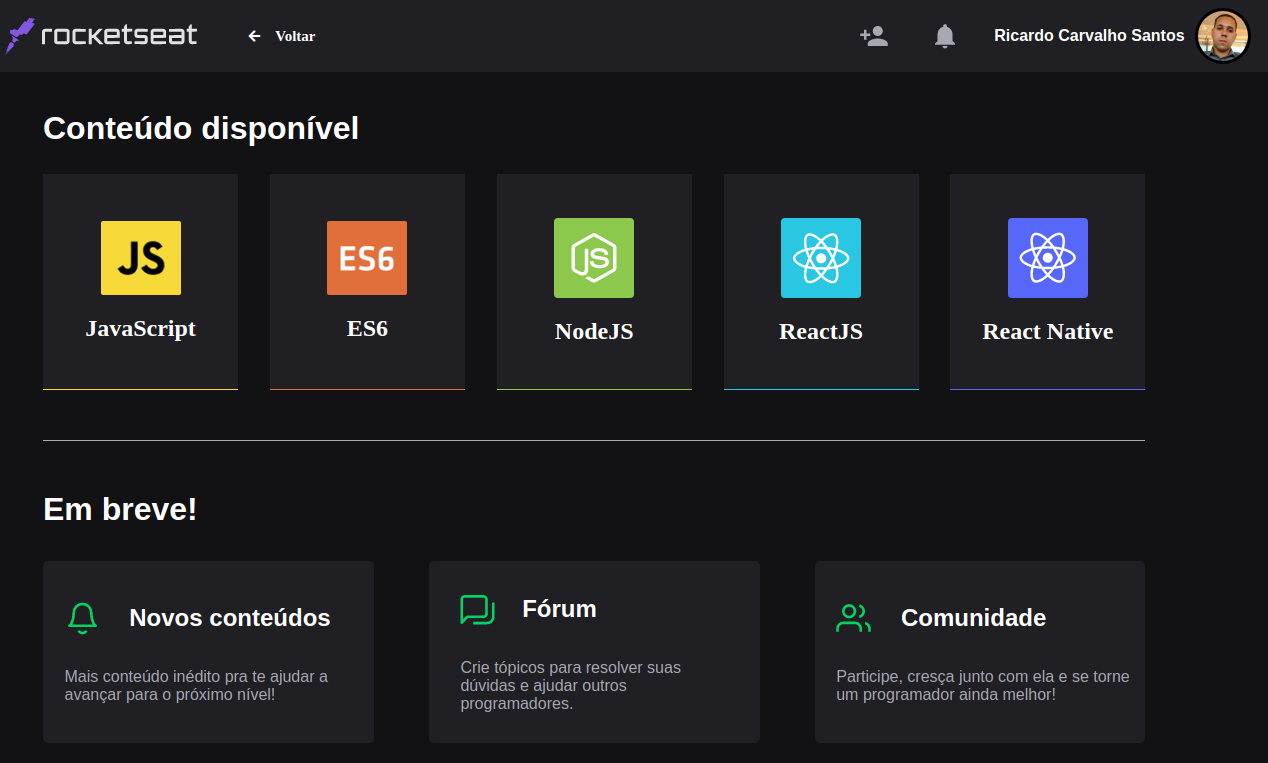 rocketseat
Voltar
Ricardo Carvalho Santos
Conteúdo disponível
JS
JavaScript
ES6
ES6
JS
NodeJS
ReactJS
React Native
Em breve!
Novos conteúdos
Mais conteúdo inédito pra te ajudar a
avançar para o próximo nível!
Fórum
Crie tópicos para resolver suas
dúvidas e ajudar outros
programadores.
Comunidade
Participe, cresça junto com ela e se torne
um programador ainda melhor!